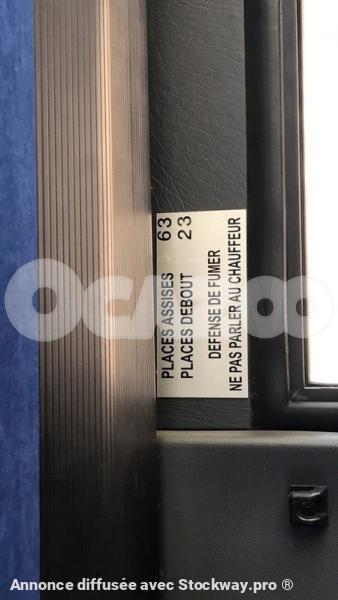 PLACES ASSISES 63
PLACES DEBOUT 23
DEFENSE DE FUMER
NE PAS PARLER AU CHAUFFEUR
OCAZOO
Annonce diffusée avec Stockway.pro ®